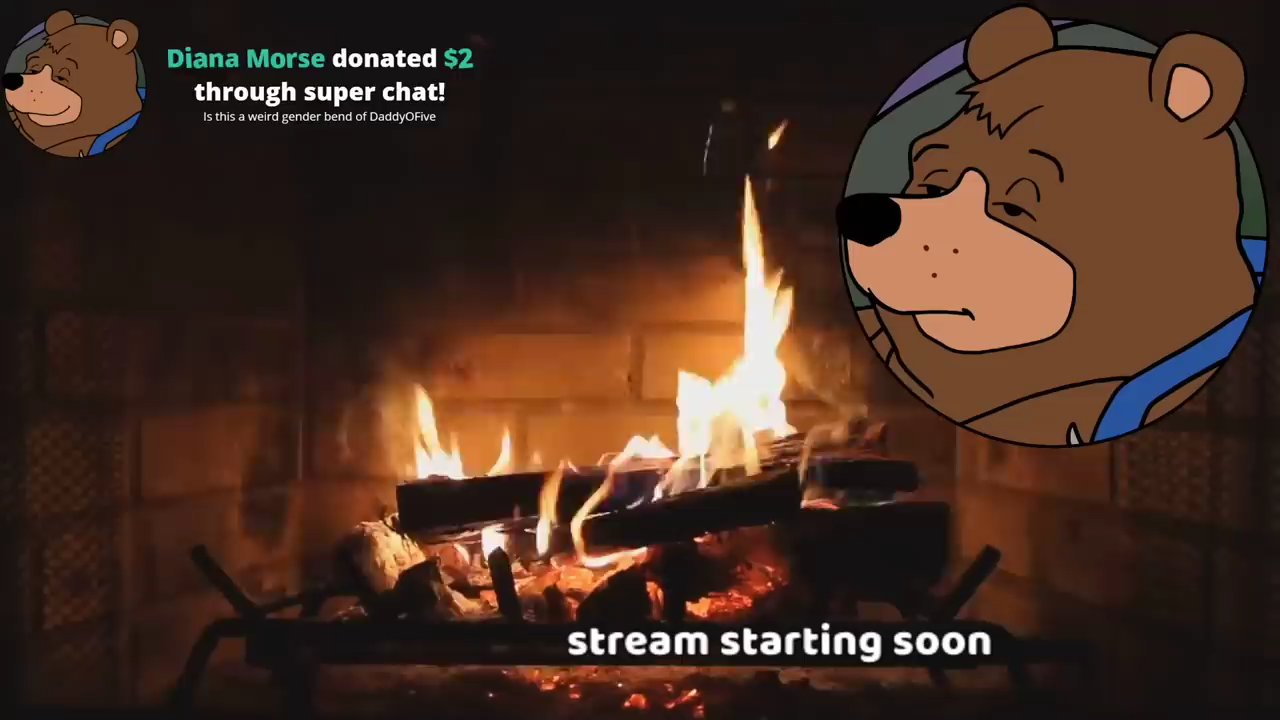 Diana Morse donated $2
through super chat!
Is this a weird gender bend of DaddyOFive
stream starting soon